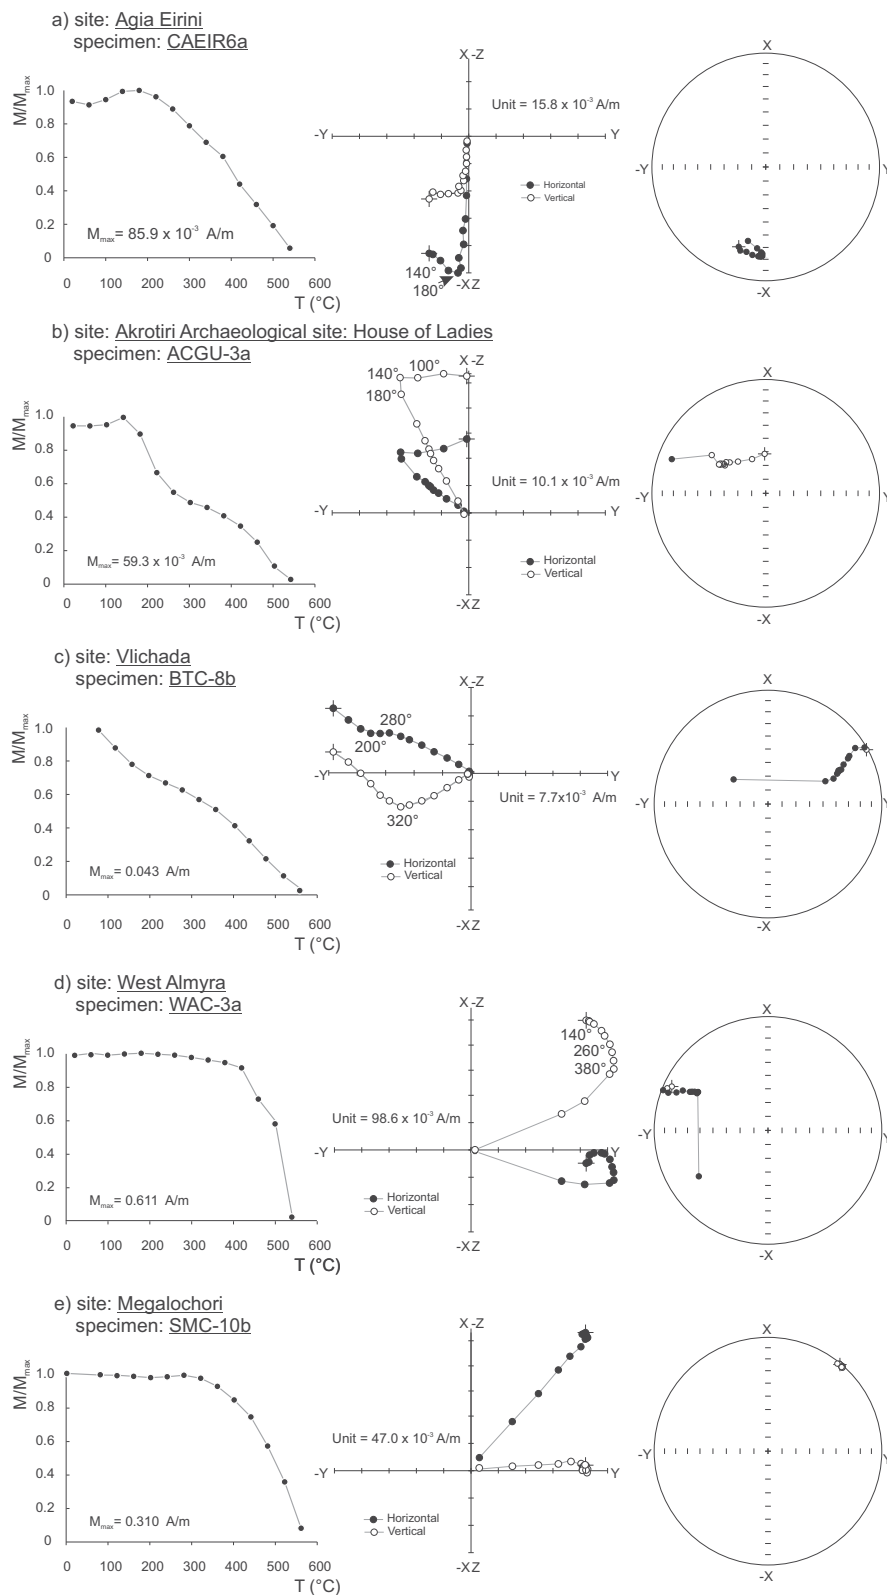 a) site: Agia Eirini
specimen: CAEIR6a
M/Mmax
1.0
0.8
0.6
0.4
0.2
0
Mmax = 85.9 x 10-3 A/m
0 100 200 300 400 500 600
T (°C)
X -Z
Unit = 15.8 x 10-3 A/m
-Y Y
Horizontal
Vertical
140°
180°
-X Z
X
-Y Y
-X
b) site: Akrotiri Archaeological site: House of Ladies
specimen: ACGU-3a
M/Mmax
1.0
0.8
0.6
0.4
0.2
0
Mmax= 59.3 x 10-3 A/m
0 100 200 300 400 500 600
T (°C)
X -Z
140° 100°
180°
Unit = 10.1 x 10-3 A/m
-Y Y
Horizontal
Vertical
-XZ
X
-Y Y
-X
c) site: Vlichada
specimen: BTC-8b
M/Mmax
1.0
0.8
0.6
0.4
0.2
0
Mmax = 0.043 A/m
0 100 200 300 400 500 600
T (°C)
X -Z
280°
200°
-Y Y
Unit = 7.7x10-3 A/m
320°
Horizontal
Vertical
-XZ
X
-Y Y
-X
d) site: West Almyra
specimen: WAC-3a
M/Mmax
1.0
0.8
0.6
0.4
0.2
0
Mmax = 0.611 A/m
0 100 200 300 400 500 600
T (°C)
X -Z
140°
260°
380°
Unit = 98.6 x 10-3 A/m
-Y Y
Horizontal
Vertical
-XZ
X
-Y Y
-X
e) site: Megalochori
specimen: SMC-10b
M/Mmax
1.0
0.8
0.6
0.4
0.2
0
Mmax = 0.310 A/m
0 100 200 300 400 500 600
T (°C)
X -Z
Unit = 47.0 x 10-3 A/m
-Y Y
Horizontal
Vertical
-XZ
X
-Y Y
-X